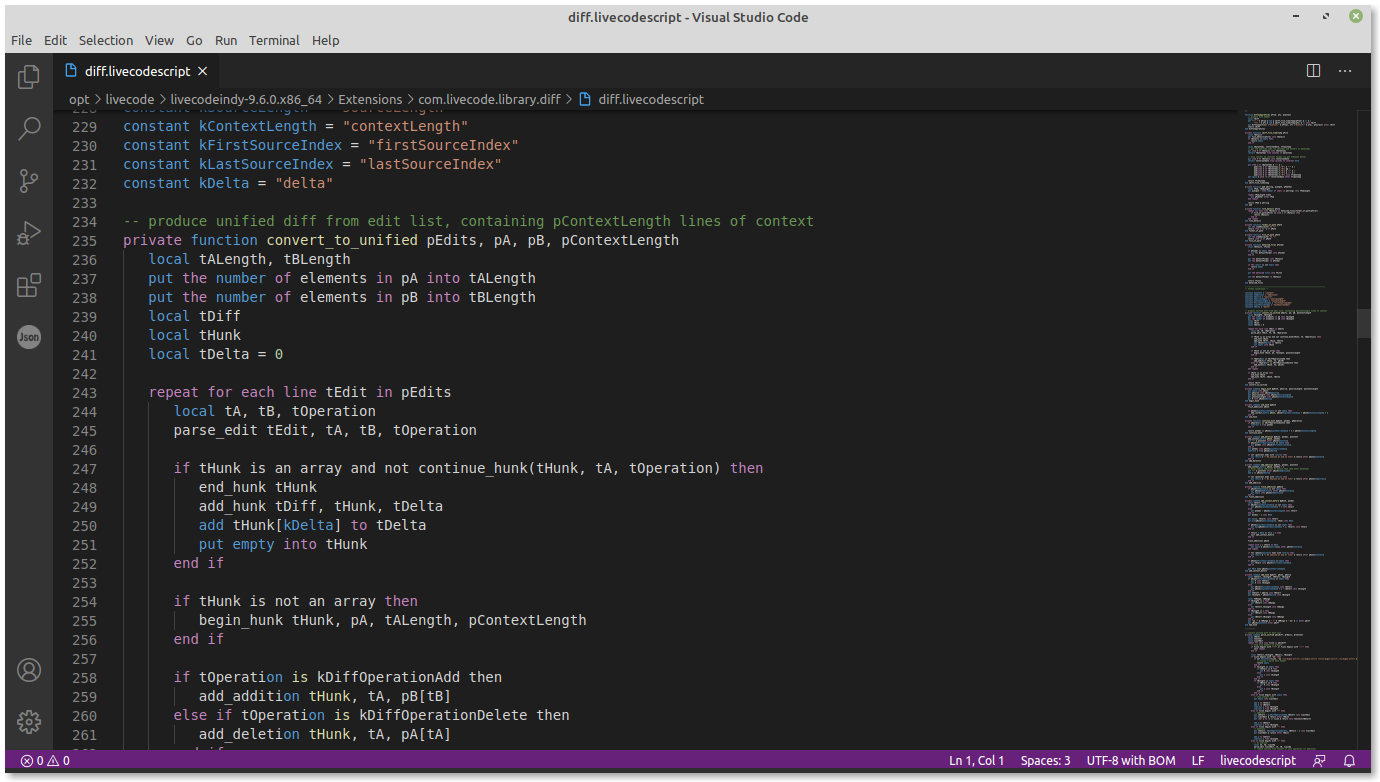 diff.livecodescript - Visual Studio Code
File Edit Selection View Go Run Terminal Help
diff.livecodescript
opt > livecode > livecodeindy-9.6.0.x86_64 > Extensions > com.livecode.library.diff > diff.livecodescript
229 constant kContextLength = "contextLength"
230 constant kFirstSourceIndex = "firstSourceIndex"
231 constant kLastSourceIndex = "lastSourceIndex"
232 constant kDelta = "delta"
233
234 -- produce unified diff from edit list, containing pContextLength lines of context
235 private function convert_to_unified pEdits, pA, pB, pContextLength
236 local tALength, tBLength
237 put the number of elements in pA into tALength
238 put the number of elements in pB into tBLength
239 local tDiff
240 local tHunk
241 local tDelta = 0
242
243 repeat for each line tEdit in pEdits
244 local tA, tB, tOperation
245 parse_edit tEdit, tA, tB, tOperation
246
247 if tHunk is an array and not continue_hunk(tHunk, tA, tOperation) then
248 end_hunk tHunk
249 add_hunk tDiff, tHunk, tDelta
250 add tHunk[kDelta] to tDelta
251 put empty into tHunk
252 end if
253
254 if tHunk is not an array then
255 begin_hunk tHunk, pA, tALength, pContextLength
256 end if
257
258 if tOperation is kDiffOperationAdd then
259 add_addition tHunk, tA, pB[tB]
260 else if tOperation is kDiffOperationDelete then
261 add_deletion tHunk, tA, pA[tA]
Json
0 0 Ln 1, Col 1 Spaces: 3 UTF-8 with BOM LF livecodescript